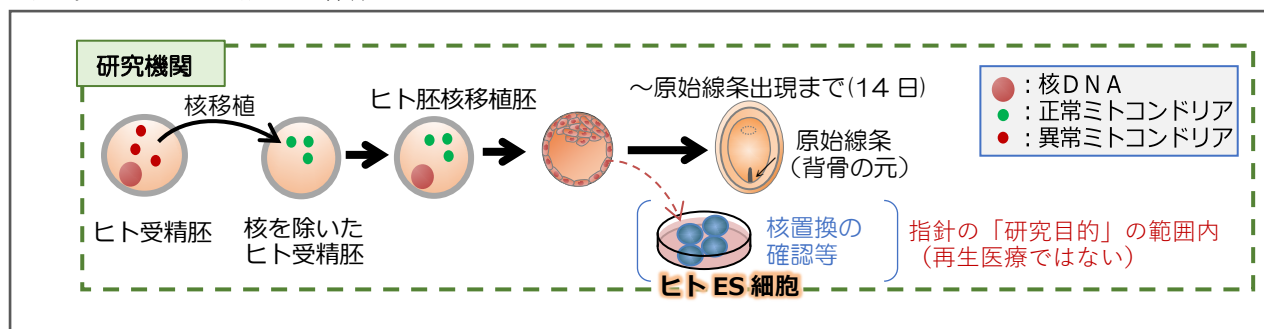 研究機関
核移植
ヒト胚核移植胚
～原始線条出現まで(14 日)
：核ＤＮＡ
：正常ミトコンドリア
：異常ミトコンドリア
原始線条
（背骨の元）
ヒト受精胚
核を除いた
ヒト受精胚
核置換の
確認等
ヒト ES 細胞
指針の「研究目的」の範囲内
（再生医療ではない）